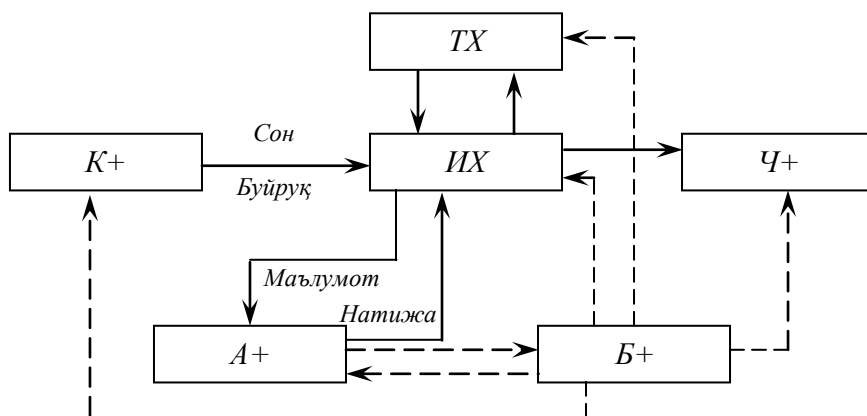 ТХ
Сон
К+
ИХ
Ч+
Буйруқ
Маълумот
Натижа
А+
Б+